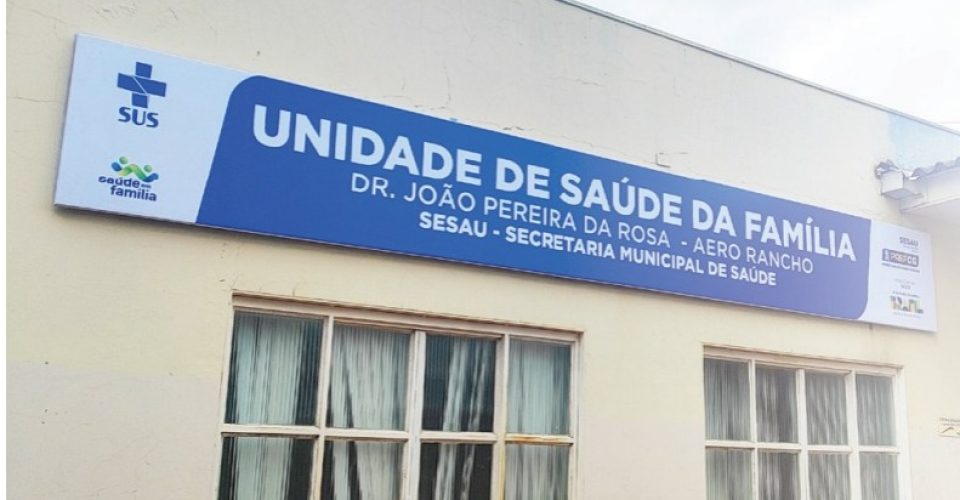 SUS
saúde da
família
UNIDADE DE SAÚDE DA FAMÍLIA
DR. JOÃO PEREIRA DA ROSA - AERO RANCHO
SESAU - SECRETARIA MUNICIPAL DE SAÚDE
SESAU
PREFCG